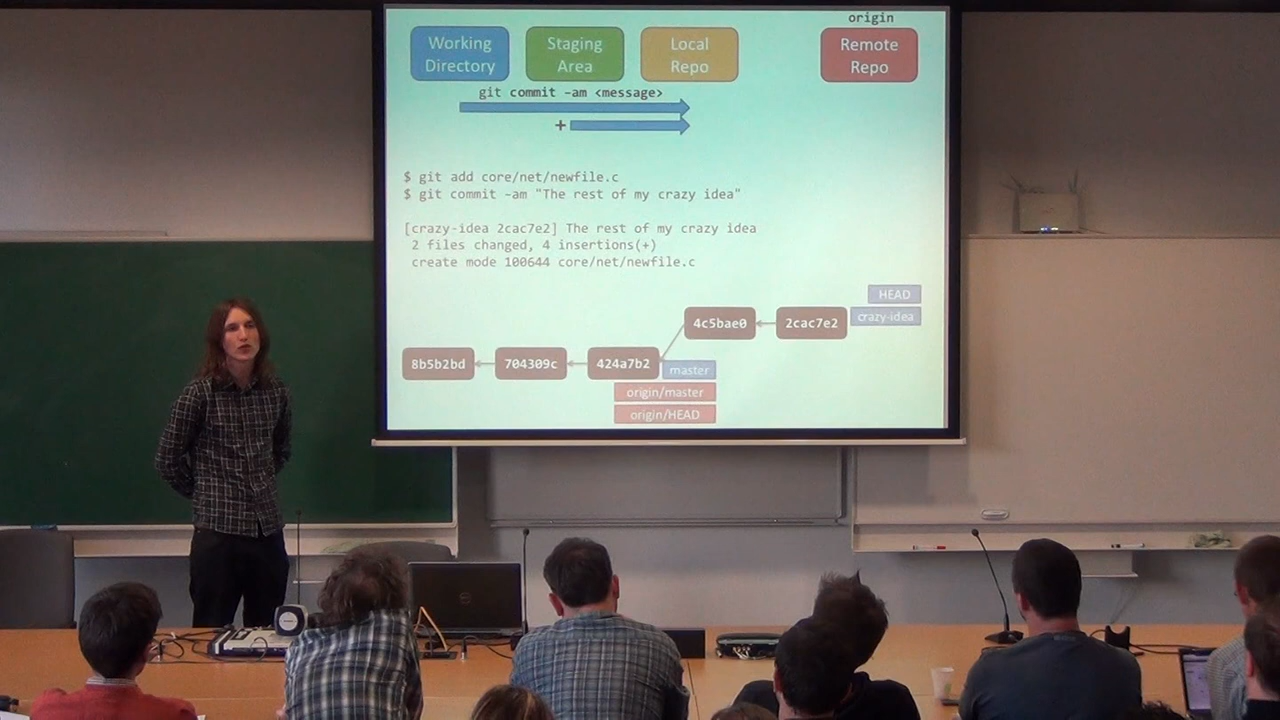 origin
Working
Directory
Staging
Area
Local
Repo
Remote
Repo
git commit –am <message>
+
$ git add core/net/newfile.c
$ git commit –am "The rest of my crazy idea"
[crazy-idea 2cac7e2] The rest of my crazy idea
2 files changed, 4 insertions(+)
create mode 100644 core/net/newfile.c
HEAD
4c5bae0
2cac7e2
crazy-idea
8b5b2bd
704309c
424a7b2
master
origin/master
origin/HEAD